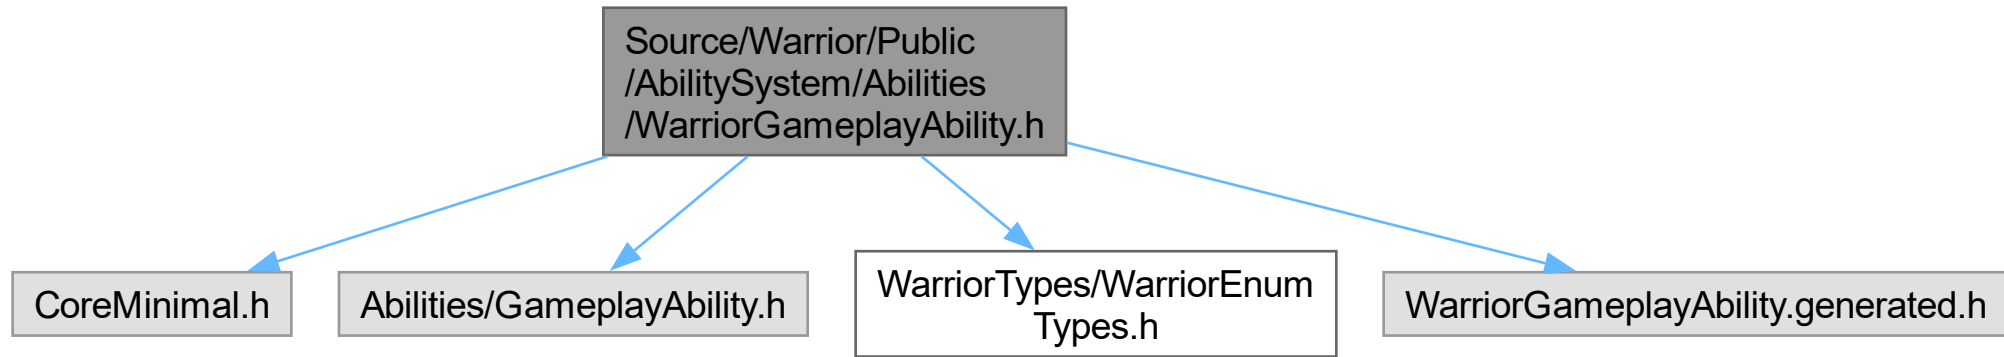 Source/Warrior/Public
/AbilitySystem/Abilities
/WarriorGameplayAbility.h
CoreMinimal.h
Abilities/GameplayAbility.h
WarriorTypes/WarriorEnum
Types.h
WarriorGameplayAbility.generated.h